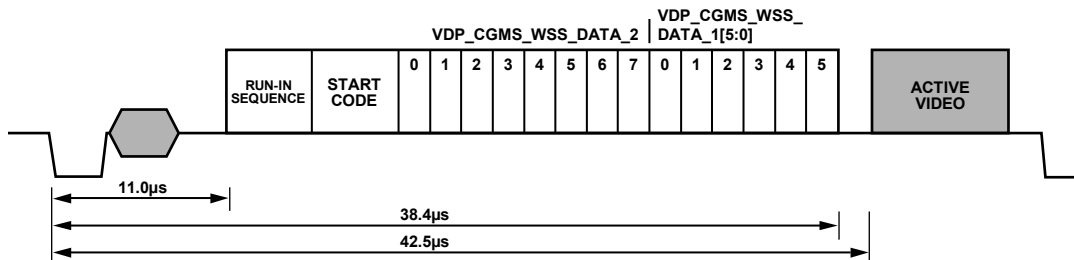 VDP_CGMS_WSS_DATA_2
VDP_CGMS_WSS_
DATA_1[5:0]
RUN-IN
SEQUENCE
START
CODE
0 1 2 3 4 5 6 7 0 1 2 3 4 5
ACTIVE
VIDEO
11.0µs
38.4µs
42.5µs